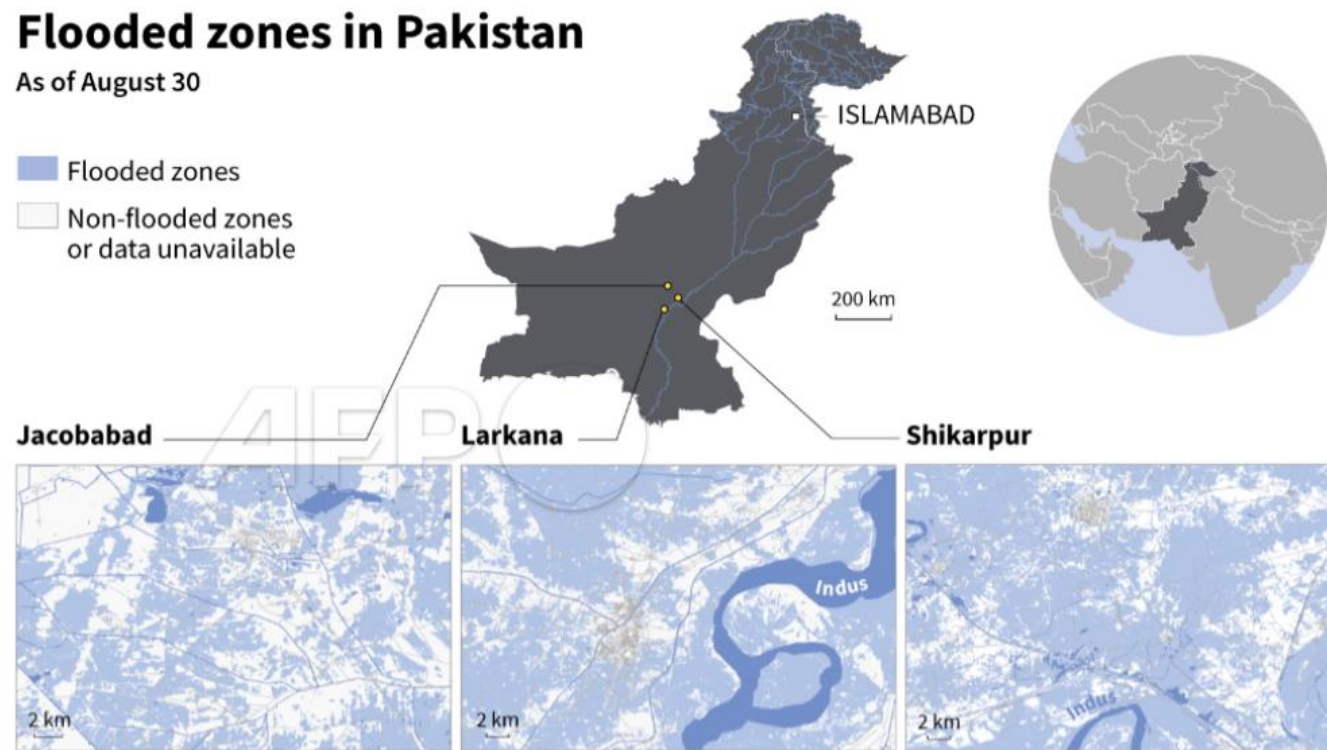 Flooded zones in Pakistan
As of August 30
Flooded zones
Non-flooded zones
or data unavailable
ISLAMABAD
200 km
AFP
Jacobabad
Larkana
Shikarpur
Indus
Indus
2 km
2 km
2 km